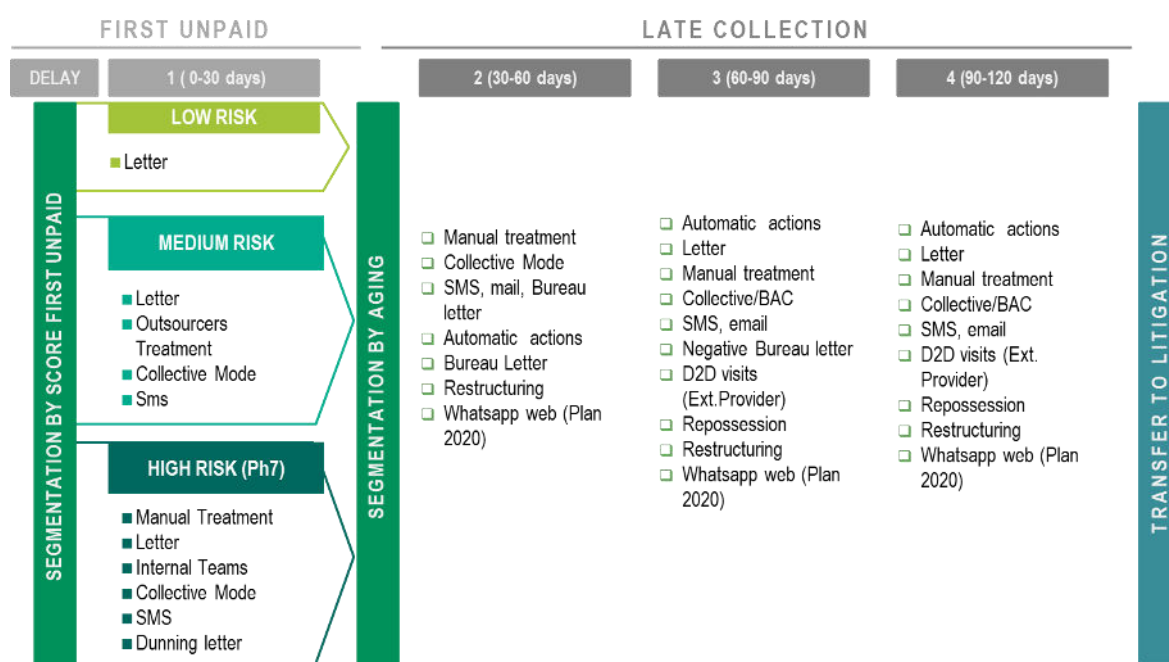 FIRST UNPAID
LATE COLLECTION
DELAY
1 ( 0-30 days)
2 (30-60 days)
3 (60-90 days)
4 (90-120 days)
SEGMENTATION BY SCORE FIRST UNPAID
LOW RISK
Letter
MEDIUM RISK
Letter
Outsourcers
Treatment
Collective Mode
Sms
HIGH RISK (Ph7)
Manual Treatment
Letter
Internal Teams
Collective Mode
SMS
Dunning letter
SEGMENTATION BY AGING
Manual treatment
Collective Mode
SMS, mail, Bureau
letter
Automatic actions
Bureau Letter
Restructuring
Whatsapp web (Plan
2020)
Automatic actions
Letter
Manual treatment
Collective/BAC
SMS, email
Negative Bureau letter
D2D visits
(Ext.Provider)
Repossession
Restructuring
Whatsapp web (Plan
2020)
Automatic actions
Letter
Manual treatment
Collective/BAC
SMS, email
D2D visits (Ext.
Provider)
Repossession
Restructuring
Whatsapp web (Plan
2020)
TRANSFER TO LITIGATION